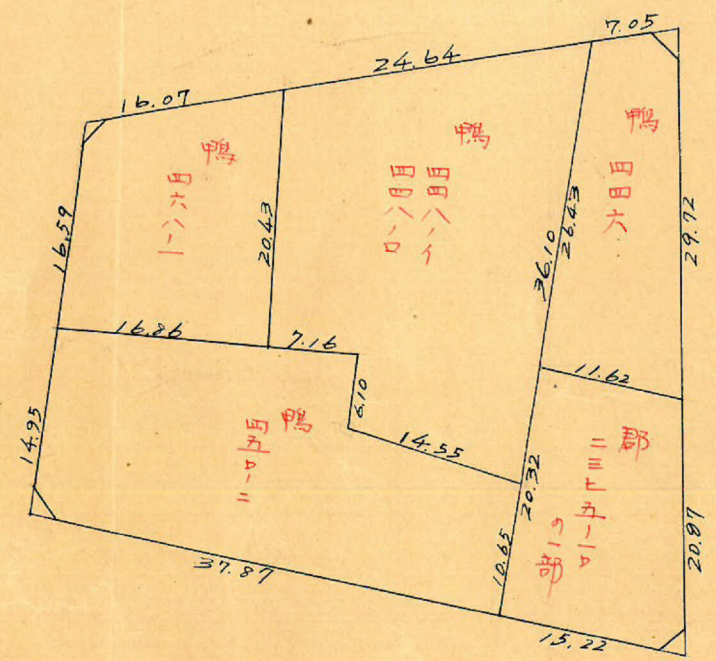 7.05
24.64
16.07
鴨
四六八ノ一
鴨
四四八ノイ
四四八ノロ
鴨
四四六
16.59
20.43
36.10
26.43
29.72
16.86
7.16
6.10
11.62
14.95
鴨
四五〇ノ二
14.55
20.32
郡
二三七五ノ一〇
の一部
10.65
20.87
37.87
15.22